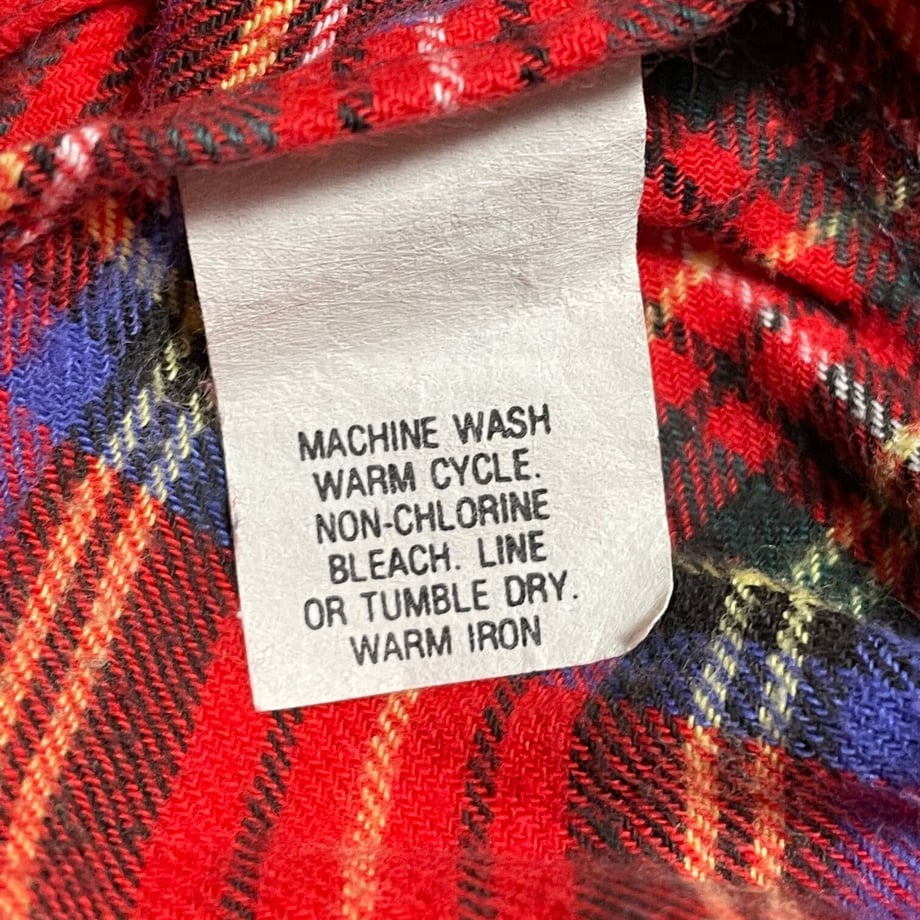 MACHINE WASH
WARM CYCLE.
NON-CHLORINE
BLEACH. LINE
OR TUMBLE DRY.
WARM IRON